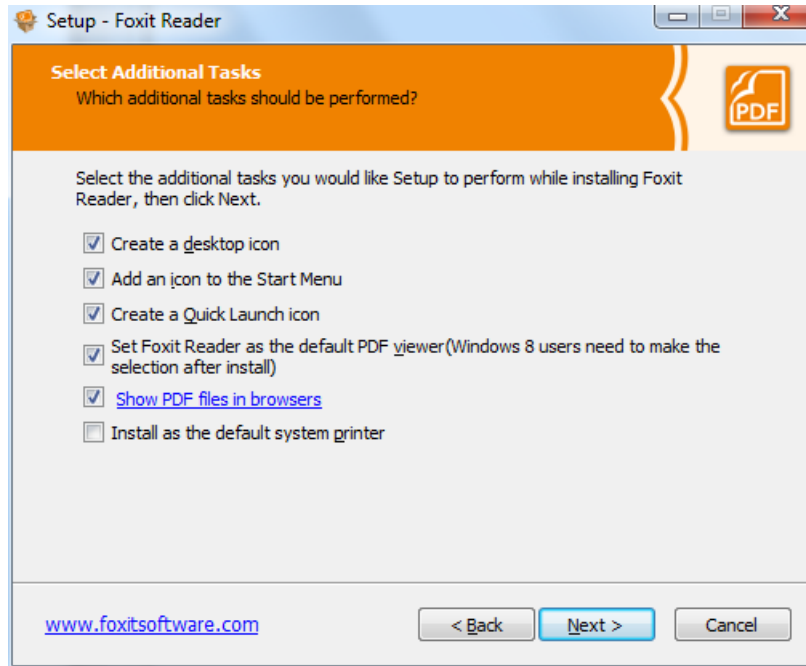 Setup - Foxit Reader
Select Additional Tasks
Which additional tasks should be performed?
PDF
Select the additional tasks you would like Setup to perform while installing Foxit
Reader, then click Next.
Create a desktop icon
Add an icon to the Start Menu
Create a Quick Launch icon
Set Foxit Reader as the default PDF viewer(Windows 8 users need to make the
selection after install)
Show PDF files in browsers
Install as the default system printer
www.foxitsoftware.com
< Back
Next >
Cancel